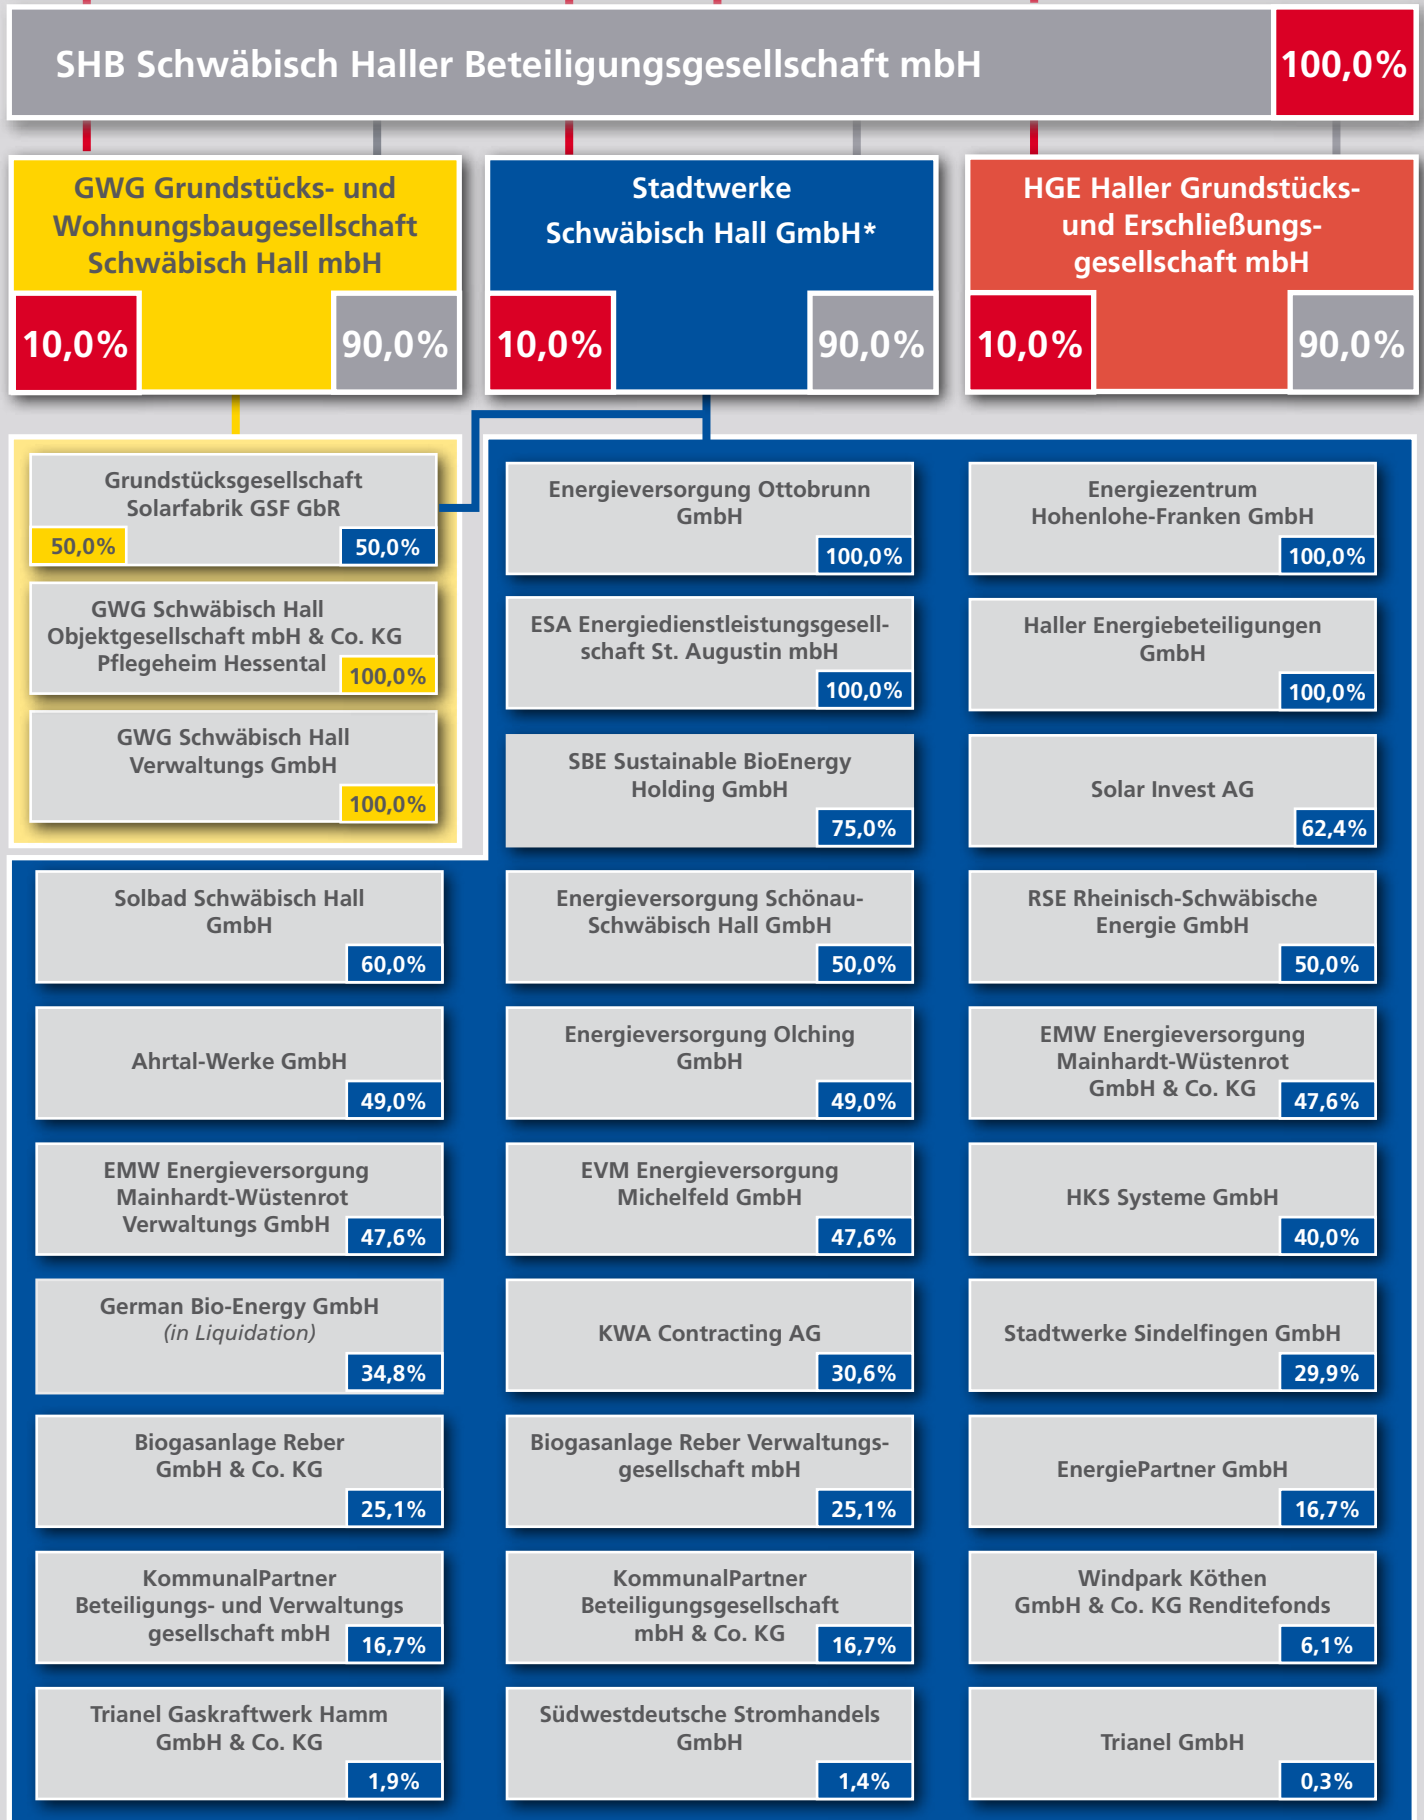 SHB Schwäbisch Haller Beteiligungsgesellschaft mbH
100,0%
GWG Grundstücks- und
Wohnungsbaugesellschaft
Schwäbisch Hall mbH
10,0%
90,0%
Stadtwerke
Schwäbisch Hall GmbH*
10,0%
90,0%
HGE Haller Grundstücks-
und Erschließungs-
gesellschaft mbH
10,0%
90,0%
Grundstücksgesellschaft
Solarfabrik GSF GbR
50,0%
50,0%
GWG Schwäbisch Hall
Objektgesellschaft mbH & Co. KG
Pflegeheim Hessental
100,0%
GWG Schwäbisch Hall
Verwaltungs GmbH
100,0%
Energieversorgung Ottobrunn
GmbH
100,0%
Energiezentrum
Hohenlohe-Franken GmbH
100,0%
ESA Energiedienstleistungsgesell-
schaft St. Augustin mbH
100,0%
Haller Energiebeteiligungen
GmbH
100,0%
SBE Sustainable BioEnergy
Holding GmbH
75,0%
Solar Invest AG
62,4%
Solbad Schwäbisch Hall
GmbH
60,0%
Energieversorgung Schönau-
Schwäbisch Hall GmbH
50,0%
RSE Rheinisch-Schwäbische
Energie GmbH
50,0%
Ahrtal-Werke GmbH
49,0%
Energieversorgung Olching
GmbH
49,0%
EMW Energieversorgung
Mainhardt-Wüstenrot
GmbH & Co. KG
47,6%
EMW Energieversorgung
Mainhardt-Wüstenrot
Verwaltungs GmbH
47,6%
EVM Energieversorgung
Michelfeld GmbH
47,6%
HKS Systeme GmbH
40,0%
German Bio-Energy GmbH
(in Liquidation)
34,8%
KWA Contracting AG
30,6%
Stadtwerke Sindelfingen GmbH
29,9%
Biogasanlage Reber
GmbH & Co. KG
25,1%
Biogasanlage Reber Verwaltungs-
gesellschaft mbH
25,1%
EnergiePartner GmbH
16,7%
KommunalPartner
Beteiligungs- und Verwaltungs
gesellschaft mbH
16,7%
KommunalPartner
Beteiligungsgesellschaft
mbH & Co. KG
16,7%
Windpark Köthen
GmbH & Co. KG Renditefonds
6,1%
Trianel Gaskraftwerk Hamm
GmbH & Co. KG
1,9%
Südwestdeutsche Stromhandels
GmbH
1,4%
Trianel GmbH
0,3%